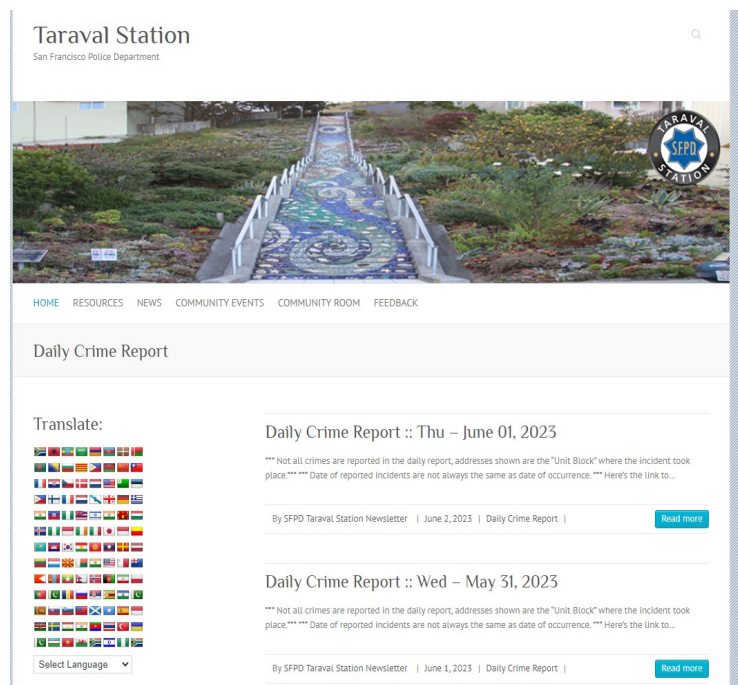 Taraval Station
San Francisco Police Department
TARAVAL
S.F.P.D.
STATION
HOME RESOURCES NEWS COMMUNITY EVENTS COMMUNITY ROOM FEEDBACK
Daily Crime Report
Translate:
Select Language
Daily Crime Report :: Thu – June 01, 2023
*** Not all crimes are reported in the daily report, addresses shown are the “Unit Block” where the incident took
place.*** *** Date of reported incidents are not always the same as date of occurrence. *** Here’s the link to...
By SFPD Taraval Station Newsletter | June 2, 2023 | Daily Crime Report |
Read more
Daily Crime Report :: Wed – May 31, 2023
*** Not all crimes are reported in the daily report, addresses shown are the “Unit Block” where the incident took
place.*** *** Date of reported incidents are not always the same as date of occurrence. *** Here’s the link to...
By SFPD Taraval Station Newsletter | June 1, 2023 | Daily Crime Report |
Read more